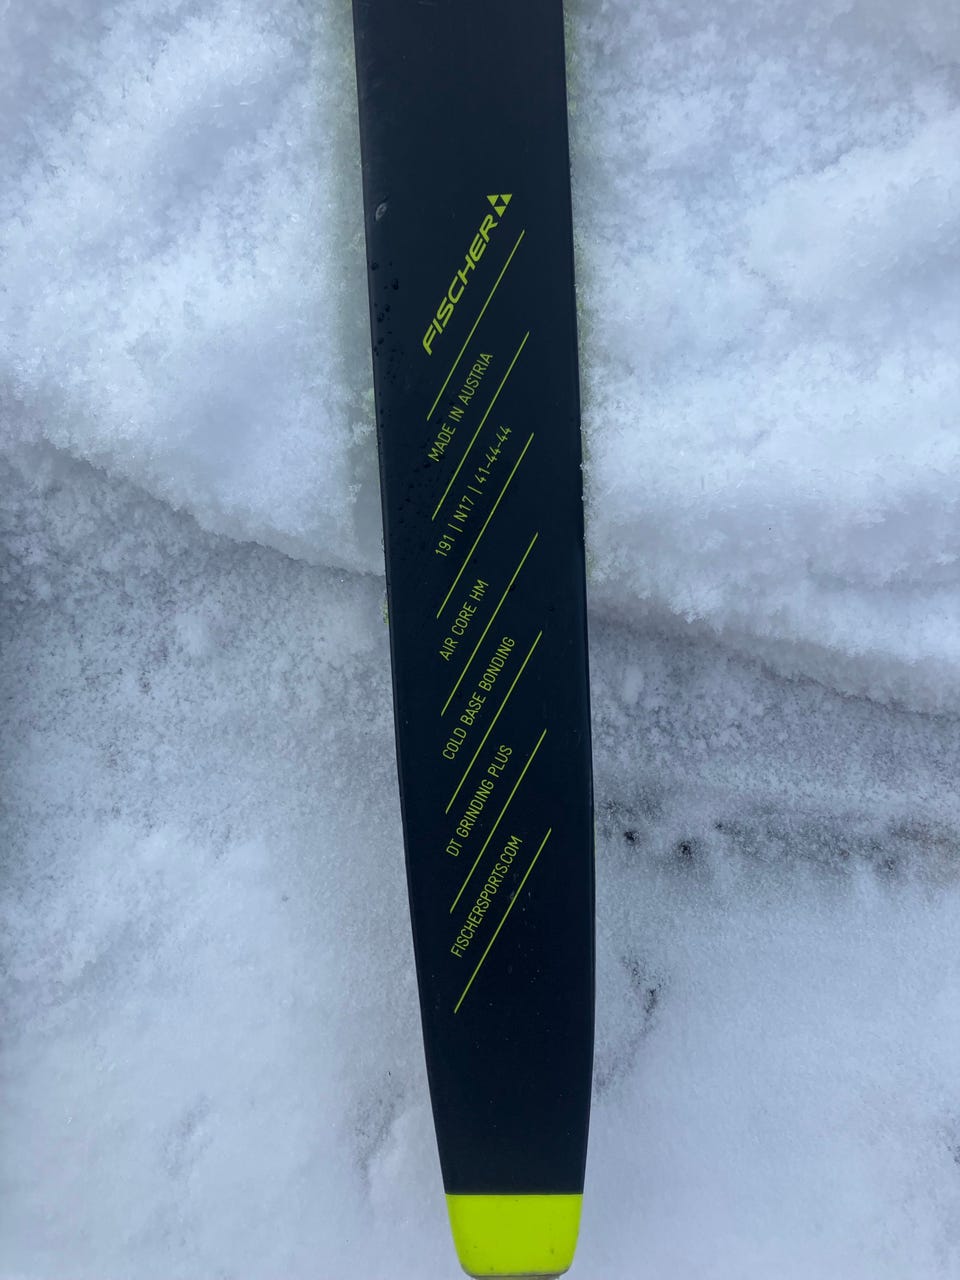 FISCHER
MADE IN AUSTRIA
191 | N17 | 41-44-44
AIR CORE HM
COLD BASE BONDING
DT GRINDING PLUS
FISCHERSPORTS.COM